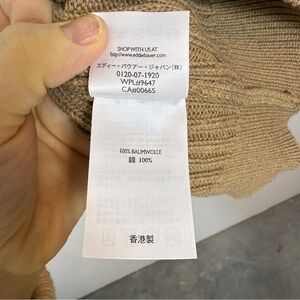 SHOP WITH US AT
http://www.eddiebauer.com
エディー・バウアー・ジャパン(株)
0120-07-1920
WPL#9647
CA#00665
100% BAUMWOLLE
綿 100%
香港製